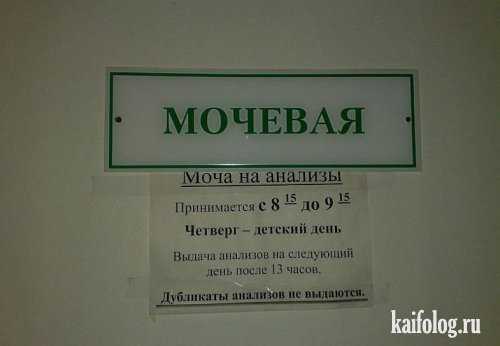 МОЧЕВАЯ
Моча на анализы
Принимается с 8 15 до 9 15
Четверг – детский день
Выдача анализов на следующий
день после 13 часов.
Дубликаты анализов не выдаются.
kaifolog.ru